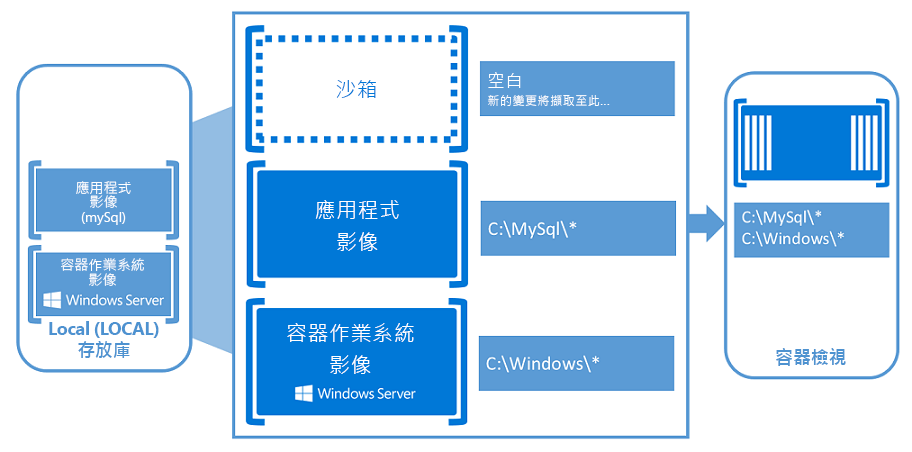 應用程式
影像
(mySql)
容器作業系統
影像
Windows Server
Local (LOCAL)
存放庫
沙箱
空白
新的變更將擷取至此...
應用程式
影像
C:\MySql\*
容器作業系統
影像
Windows Server
C:\Windows\*
C:\MySql\*
C:\Windows\*
容器檢視